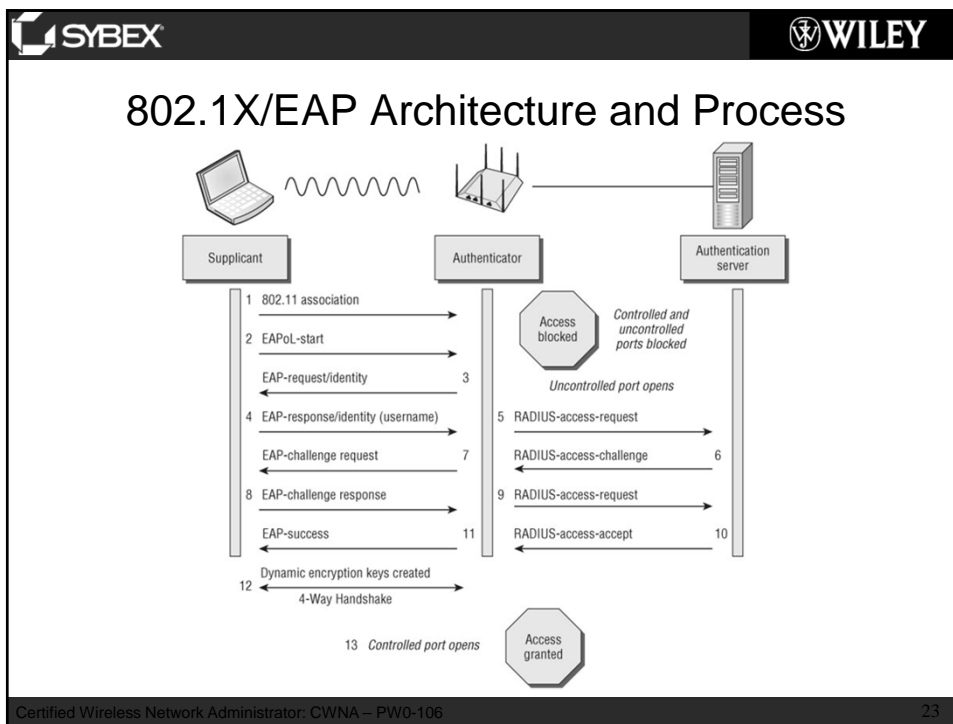 SYBEX
WILEY
802.1X/EAP Architecture and Process
Supplicant
Authenticator
Authentication
server
1 802.11 association
Access
blocked
Controlled and
uncontrolled
ports blocked
2 EAPoL-start
EAP-request/identity 3
Uncontrolled port opens
4 EAP-response/identity (username)
5 RADIUS-access-request
EAP-challenge request 7
RADIUS-access-challenge 6
8 EAP-challenge response
9 RADIUS-access-request
EAP-success 11
RADIUS-access-accept 10
Dynamic encryption keys created
12
4-Way Handshake
13 Controlled port opens
Access
granted
Certified Wireless Network Administrator: CWNA – PW0-106
23